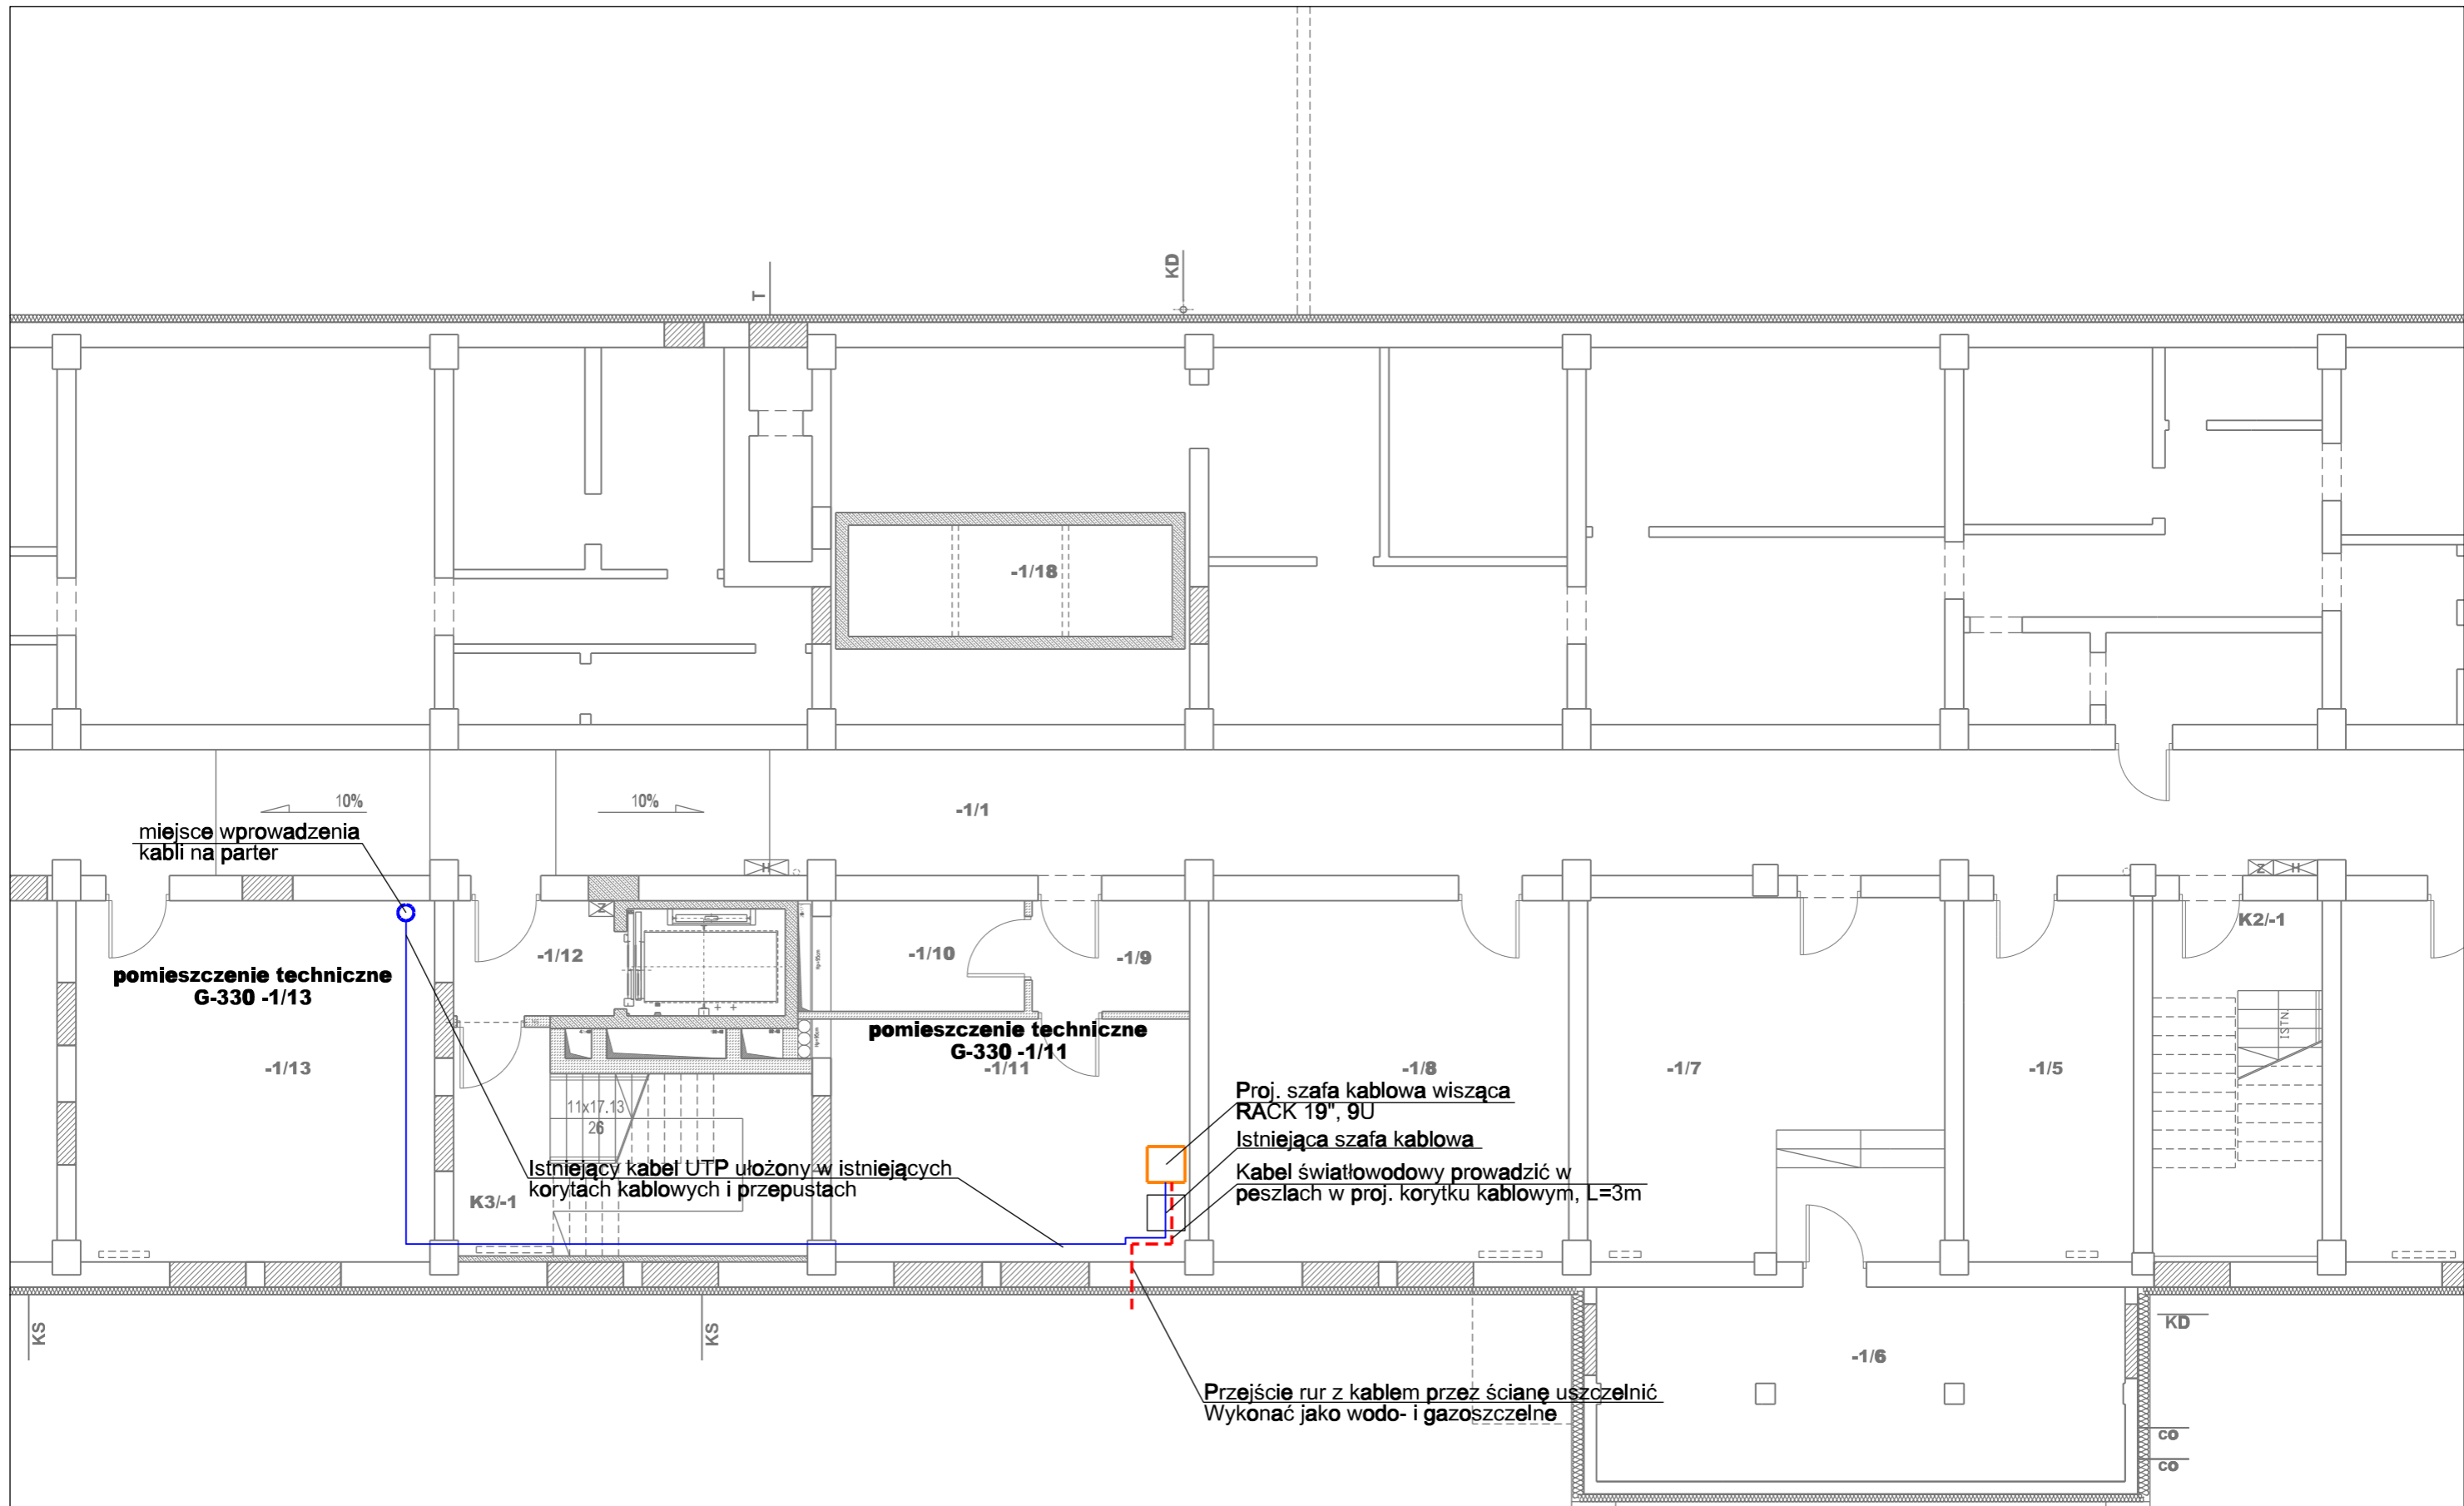 T
KD
-1/18
10%
10%
-1/1
miejsce wprowadzenia
kabli na parter
H
Z
H
Z
K2/-1
-1/12
-1/10
-1/9
pomieszczenie techniczne
G-330 -1/13
ISTN.
pomieszczenie techniczne
G-330 -1/11
-1/13
-1/11
-1/8
-1/7
-1/5
11x17.13
26
Proj. szafa kablowa wisząca
RACK 19", 9U
Istniejąca szafa kablowa
Istniejący kabel UTP ułożony w istniejących
korytach kablowych i przepustach
Kabel światłowodowy prowadzić w
peszlach w proj. korytku kablowym, L=3m
K3/-1
KS
KS
KD
-1/6
Przejście rur z kablem przez ścianę uszczelnić
Wykonać jako wodo- i gazoszczelne
co
co